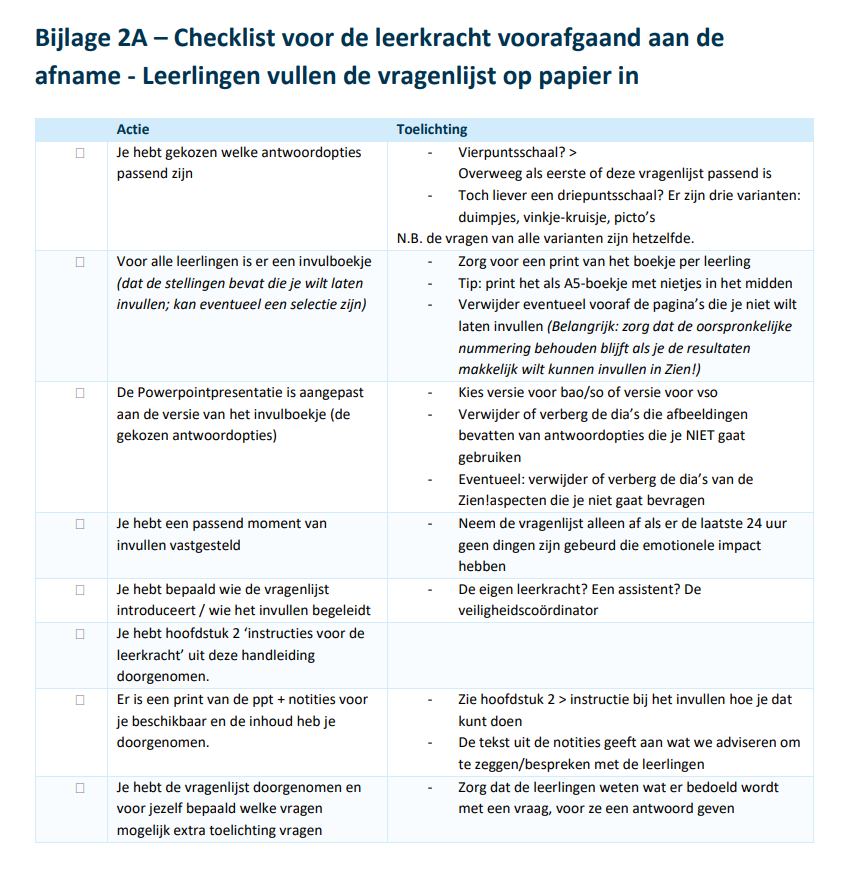 Bijlage 2A – Checklist voor de leerkracht voorafgaand aan de
afname - Leerlingen vullen de vragenlijst op papier in
Actie
Toelichting
Je hebt gekozen welke antwoordopties
passend zijn
- Vierpuntsschaal? >
Overweeg als eerste of deze vragenlijst passend is
- Toch liever een driepuntsschaal? Er zijn drie varianten:
duimpjes, vinkje-kruisje, picto’s
N.B. de vragen van alle varianten zijn hetzelfde.
Voor alle leerlingen is er een invulboekje
(dat de stellingen bevat die je wilt laten
invullen; kan eventueel een selectie zijn)
- Zorg voor een print van het boekje per leerling
- Tip: print het als A5-boekje met nietjes in het midden
- Verwijder eventueel vooraf de pagina’s die je niet wilt
laten invullen (Belangrijk: zorg dat de oorspronkelijke
nummering behouden blijft als je de resultaten
makkelijk wilt kunnen invullen in Zien!)
De Powerpointpresentatie is aangepast
aan de versie van het invulboekje (de
gekozen antwoordopties)
- Kies versie voor bao/so of versie voor vso
- Verwijder of verberg de dia’s die afbeeldingen
bevatten van antwoordopties die je NIET gaat
gebruiken
- Eventueel: verwijder of verberg de dia’s van de
Zien!aspecten die je niet gaat bevragen
Je hebt een passend moment van
invullen vastgesteld
- Neem de vragenlijst alleen af als er de laatste 24 uur
geen dingen zijn gebeurd die emotionele impact
hebben
Je hebt bepaald wie de vragenlijst
introduceert / wie het invullen begeleidt
- De eigen leerkracht? Een assistent? De
veiligheidscoördinator
Je hebt hoofdstuk 2 ‘instructies voor de
leerkracht’ uit deze handleiding
doorgenomen.
Er is een print van de ppt + notities voor
je beschikbaar en de inhoud heb je
doorgenomen.
- Zie hoofdstuk 2 > instructie bij het invullen hoe je dat
kunt doen
- De tekst uit de notities geeft aan wat we adviseren om
te zeggen/bespreken met de leerlingen
Je hebt de vragenlijst doorgenomen en
voor jezelf bepaald welke vragen
mogelijk extra toelichting vragen
- Zorg dat de leerlingen weten wat er bedoeld wordt
met een vraag, voor ze een antwoord geven